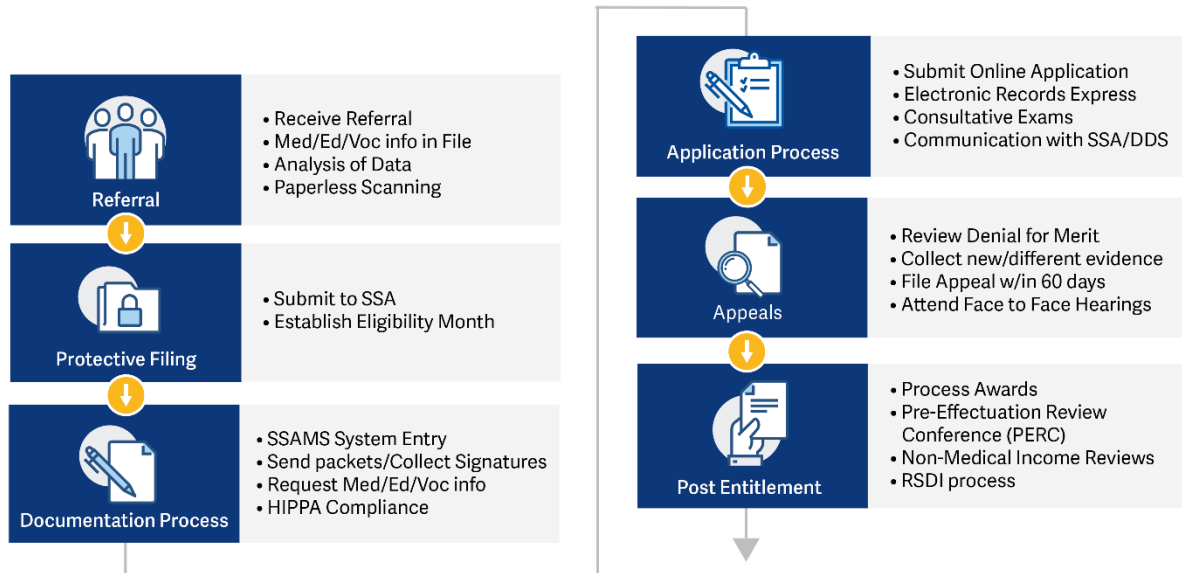 Referral
• Receive Referral
• Med/Ed/Voc info in File
• Analysis of Data
• Paperless Scanning
Protective Filing
• Submit to SSA
• Establish Eligibility Month
Documentation Process
• SSAMS System Entry
• Send packets/Collect Signatures
• Request Med/Ed/Voc info
• HIPPA Compliance
Application Process
• Submit Online Application
• Electronic Records Express
• Consultative Exams
• Communication with SSA/DDS
Appeals
• Review Denial for Merit
• Collect new/different evidence
• File Appeal w/in 60 days
• Attend Face to Face Hearings
Post Entitlement
• Process Awards
• Pre-Effectuation Review
Conference (PERC)
• Non-Medical Income Reviews
• RSDI process